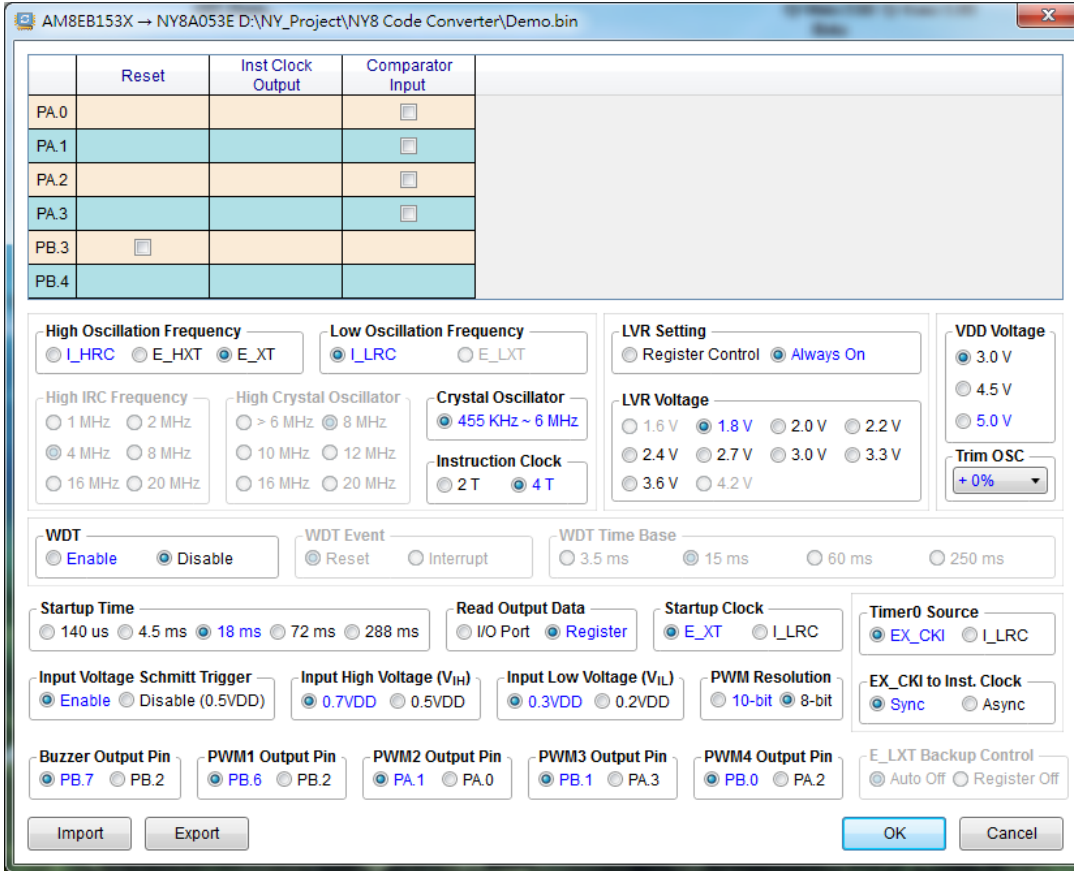 AM8EB153X → NY8A053E D:\NY_Project\NY8 Code Converter\Demo.bin
Reset Inst Clock Output Comparator Input
PA.0
PA.1
PA.2
PA.3
PB.3
PB.4
High Oscillation Frequency Low Oscillation Frequency LVR Setting VDD Voltage
I_HRC E_HXT E_XT I_LRC E_LXT Register Control Always On 3.0 V
4.5 V
High IRC Frequency High Crystal Oscillator Crystal Oscillator LVR Voltage
1 MHz 2 MHz > 6 MHz 8 MHz 455 KHz ~ 6 MHz 1.6 V 1.8 V 2.0 V 2.2 V 5.0 V
4 MHz 8 MHz 10 MHz 12 MHz Instruction Clock 2.4 V 2.7 V 3.0 V 3.3 V Trim OSC
16 MHz 20 MHz 16 MHz 20 MHz 2 T 4 T 3.6 V 4.2 V + 0%
WDT WDT Event WDT Time Base
Enable Disable Reset Interrupt 3.5 ms 15 ms 60 ms 250 ms
Startup Time Read Output Data Startup Clock Timer0 Source
140 us 4.5 ms 18 ms 72 ms 288 ms I/O Port Register E_XT I_LRC EX_CKI I_LRC
Input Voltage Schmitt Trigger Input High Voltage (VIH) Input Low Voltage (VIL) PWM Resolution EX_CKI to Inst. Clock
Enable Disable (0.5VDD) 0.7VDD 0.5VDD 0.3VDD 0.2VDD 10-bit 8-bit Sync Async
Buzzer Output Pin PWM1 Output Pin PWM2 Output Pin PWM3 Output Pin PWM4 Output Pin E_LXT Backup Control
PB.7 PB.2 PB.6 PB.2 PA.1 PA.0 PB.1 PA.3 PB.0 PA.2 Auto Off Register Off
Import Export OK Cancel